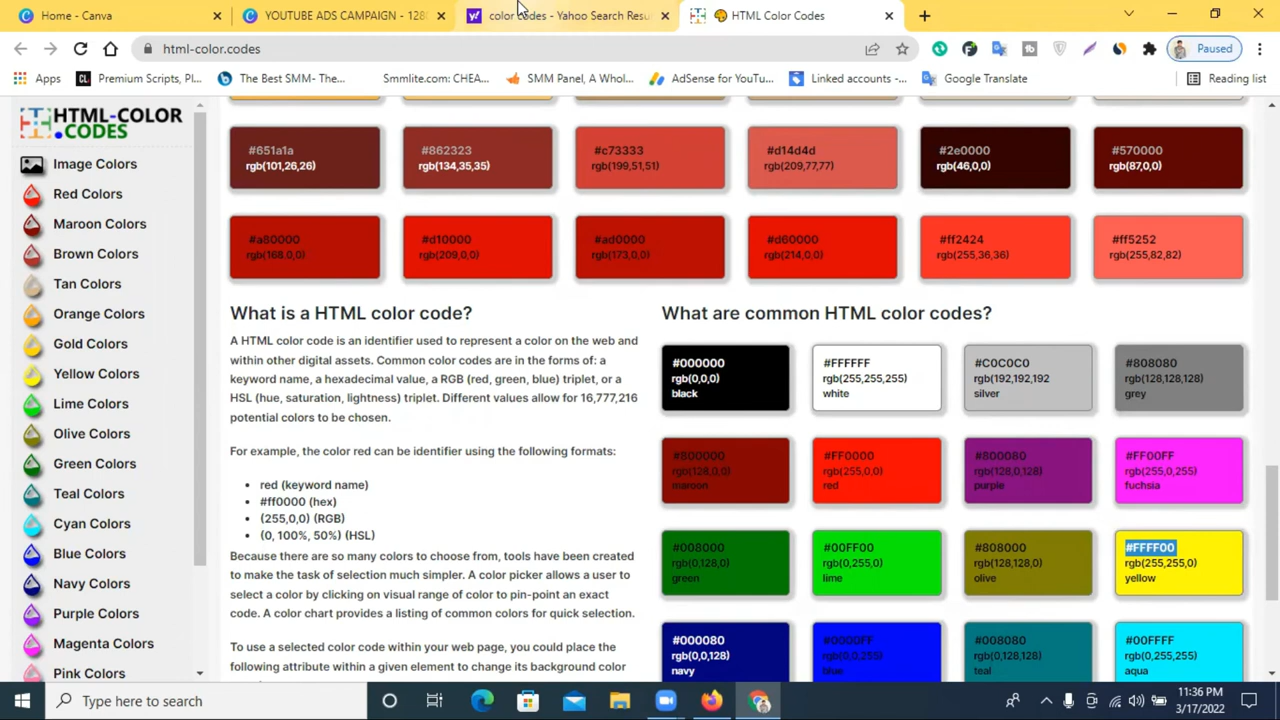 Home - Canva
YOUTUBE ADS CAMPAIGN - 128
color codes - Yahoo Search Resu
HTML Color Codes
html-color.codes
Paused
Apps
Premium Scripts, Pl...
The Best SMM- The...
Smmlite.com: CHEA...
SMM Panel, A Whol...
AdSense for YouTu...
Linked accounts -...
Google Translate
Reading list
HTML-COLOR
.CODES
Image Colors
Red Colors
Maroon Colors
Brown Colors
Tan Colors
Orange Colors
Gold Colors
Yellow Colors
Lime Colors
Olive Colors
Green Colors
Teal Colors
Cyan Colors
Blue Colors
Navy Colors
Purple Colors
Magenta Colors
Pink Colors
#651a1a
rgb(101,26,26)
#862323
rgb(134,35,35)
#c73333
rgb(199,51,51)
#d14d4d
rgb(209,77,77)
#2e0000
rgb(46,0,0)
#570000
rgb(87,0,0)
#a80000
rgb(168,0,0)
#d10000
rgb(209,0,0)
#ad0000
rgb(173,0,0)
#d60000
rgb(214,0,0)
#ff2424
rgb(255,36,36)
#ff5252
rgb(255,82,82)
What is a HTML color code?
A HTML color code is an identifier used to represent a color on the web and
within other digital assets. Common color codes are in the forms of: a
keyword name, a hexadecimal value, a RGB (red, green, blue) triplet, or a
HSL (hue, saturation, lightness) triplet. Different values allow for 16,777,216
potential colors to be chosen.
For example, the color red can be identifier using the following formats:
• red (keyword name)
• #ff0000 (hex)
• (255,0,0) (RGB)
• (0, 100%, 50%) (HSL)
Because there are so many colors to choose from, tools have been created
to make the task of selection much simpler. A color picker allows a user to
select a color by clicking on visual range of color to pin-point an exact
code. A color chart provides a listing of common colors for quick selection.
To use a selected color code within your web page, you could place the
following attribute within a given element to change its background color
What are common HTML color codes?
#000000
rgb(0,0,0)
black
#FFFFFF
rgb(255,255,255)
white
#C0C0C0
rgb(192,192,192
silver
#808080
rgb(128,128,128)
grey
#800000
rgb(128,0,0)
maroon
#FF0000
rgb(255,0,0)
red
#800080
rgb(128,0,128)
purple
#FF00FF
rgb(255,0,255)
fuchsia
#008000
rgb(0,128,0)
green
#00FF00
rgb(0,255,0)
lime
#808000
rgb(128,128,0)
olive
#FFFF00
rgb(255,255,0)
yellow
#000080
rgb(0,0,128)
navy
#0000FF
rgb(0,0,255)
blue
#008080
rgb(0,128,128)
teal
#00FFFF
rgb(0,255,255)
aqua
Type here to search
11:36 PM
3/17/2022